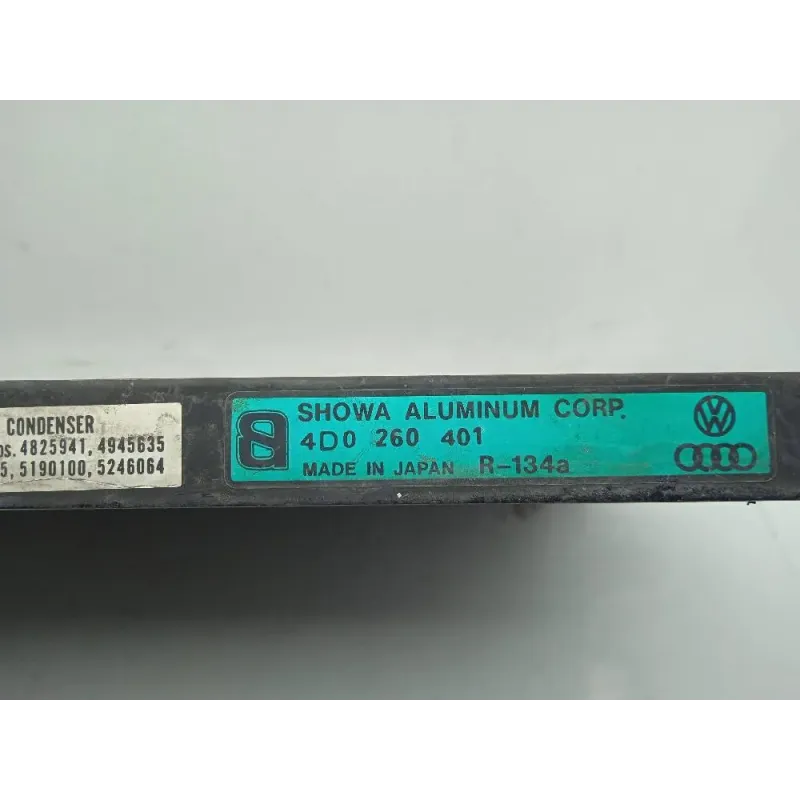 CONDENSER
os. 4825941, 4945635
5, 5190100, 5246064
SHOWA ALUMINUM CORP.
4D0 260 401
MADE IN JAPAN R-134a